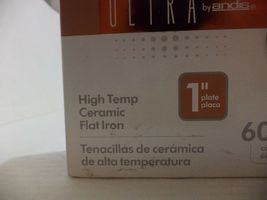 ULTRA
by andis
High Temp
Ceramic
Flat Iron
1"
plate
placa
60
Tenacillas de cerámica
de alta temperatura